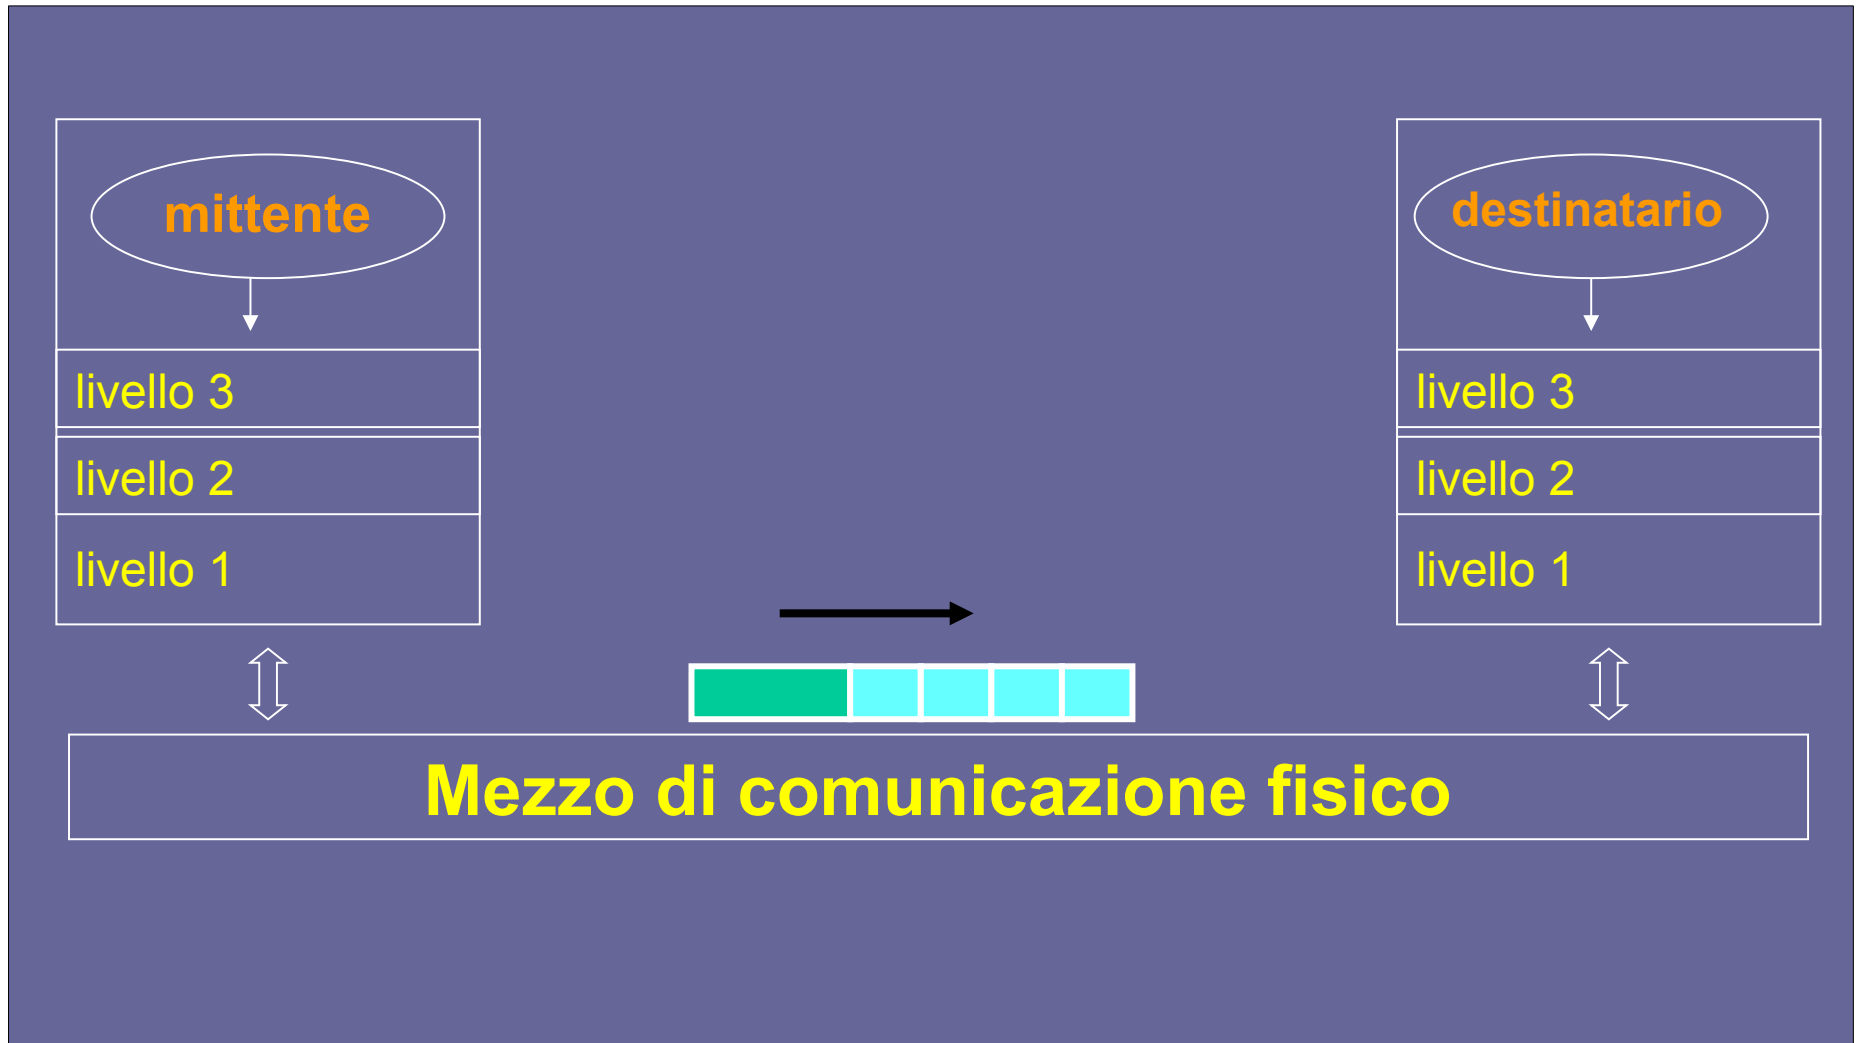 mittente
livello 3
livello 2
livello 1
destinatario
livello 3
livello 2
livello 1
Mezzo di comunicazione fisico